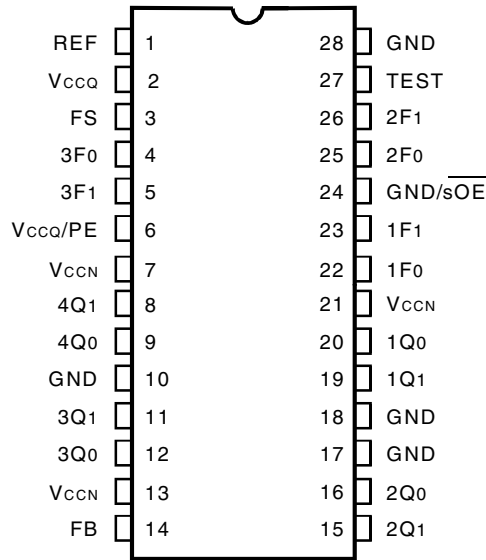 REF 1 28 GND
VCCQ 2 27 TEST
FS 3 26 2F1
3F0 4 25 2F0
3F1 5 24 GND/sOE
VCCQ/PE 6 23 1F1
VCCN 7 22 1F0
4Q1 8 21 VCCN
4Q0 9 20 1Q0
GND 10 19 1Q1
3Q1 11 18 GND
3Q0 12 17 GND
VCCN 13 16 2Q0
FB 14 15 2Q1